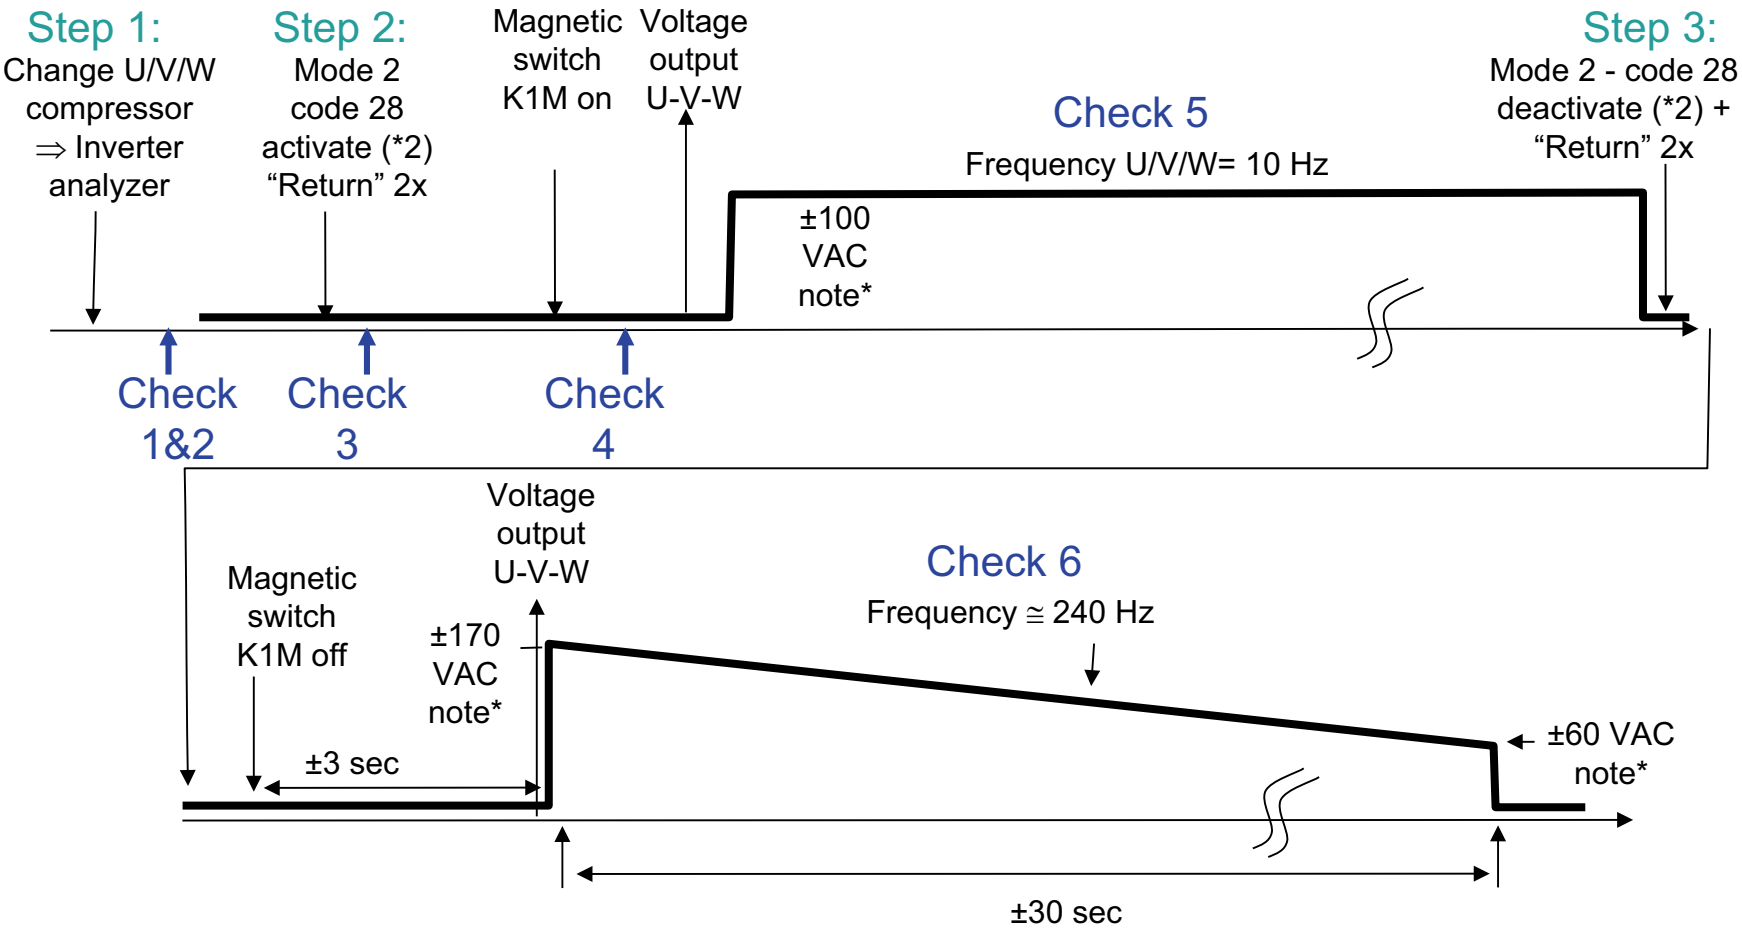 Step 1:
Change U/V/W
compressor
⇒ Inverter
analyzer
Step 2:
Mode 2
code 28
activate (*2)
“Return” 2x
Magnetic
switch
K1M on
Voltage
output
U-V-W
Check 5
Frequency U/V/W= 10 Hz
Step 3:
Mode 2 - code 28
deactivate (*2) +
“Return” 2x
±100
VAC
note*
Check
1&2
Check
3
Check
4
Voltage
output
U-V-W
Magnetic
switch
K1M off
±170
VAC
note*
Check 6
Frequency ≅ 240 Hz
±3 sec
±60 VAC
note*
±30 sec